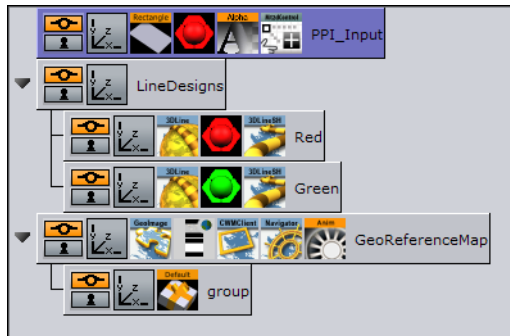 Rectangle Alpha PPI_Input
LineDesigns
3DLine 3DLineSH Red
3DLine 3DLineSH Green
GeoImage CWMClient Navigator Anim GeoReferenceMap
Default group